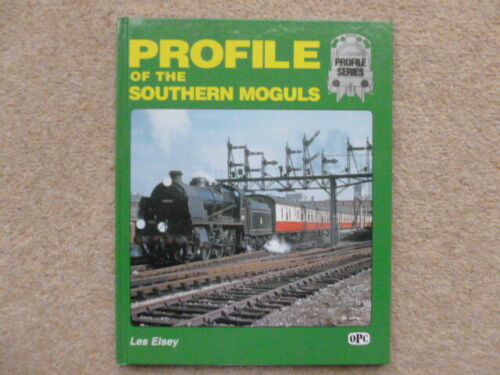 PROFILE
OF THE
SOUTHERN MOGULS
PROFILE
SERIES
Les Elsey
OPC